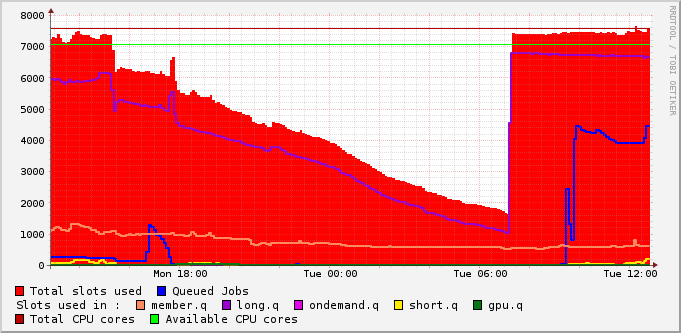 8000
7000
6000
5000
4000
3000
2000
1000
0
Mon 18:00 Tue 00:00 Tue 06:00 Tue 12:00
Total slots used Queued Jobs
Slots used in : member.q long.q ondemand.q short.q gpu.q
Total CPU cores Available CPU cores
RRDTOOL / TOBI OETIKER